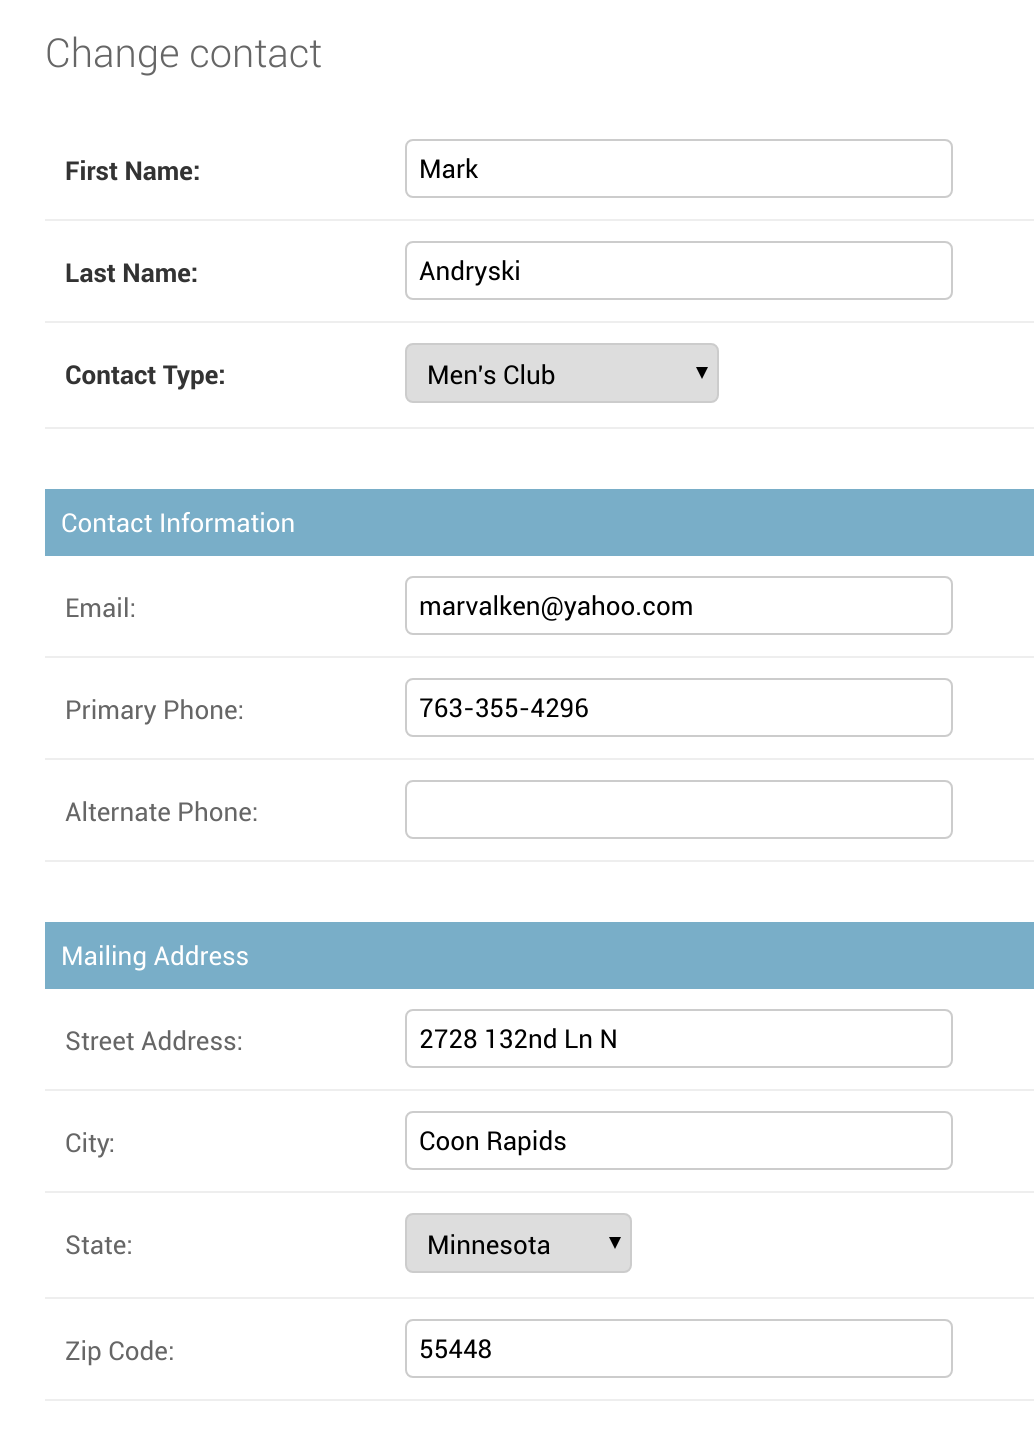 Change contact
First Name: Mark
Last Name: Andryski
Contact Type: Men's Club ▼
Contact Information
Email: marvalken@yahoo.com
Primary Phone: 763-355-4296
Alternate Phone:
Mailing Address
Street Address: 2728 132nd Ln N
City: Coon Rapids
State: Minnesota ▼
Zip Code: 55448